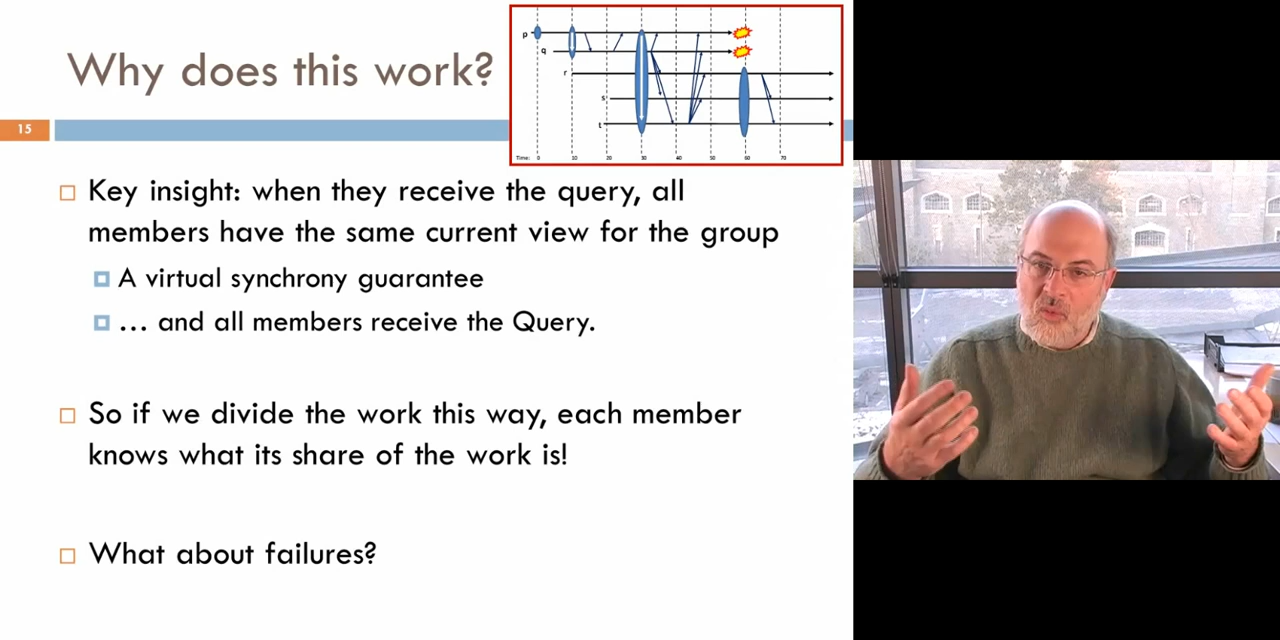 Why does this work?
p
q
r
s
t
Time: 0 10 20 30 40 50 60 70
15
Key insight: when they receive the query, all
members have the same current view for the group
A virtual synchrony guarantee
… and all members receive the Query.
So if we divide the work this way, each member
knows what its share of the work is!
What about failures?